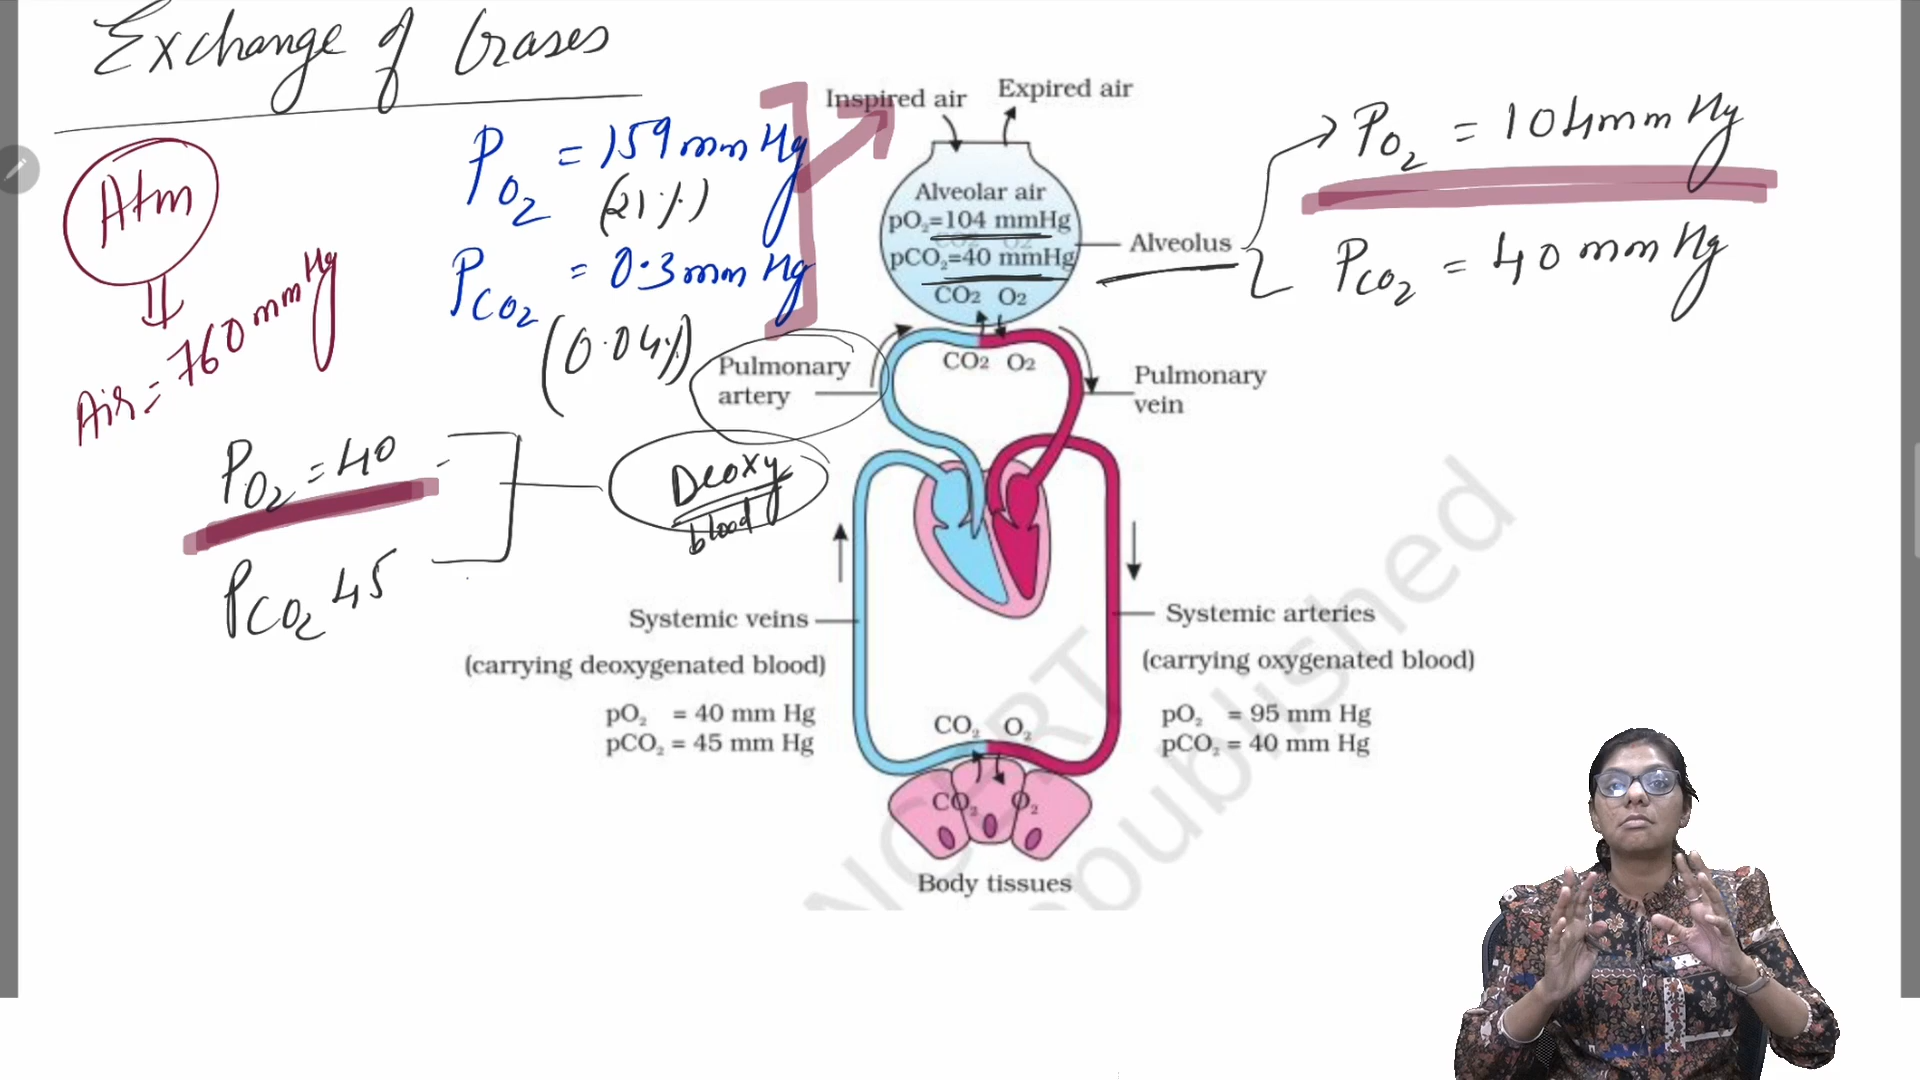 Exchange of Gases
Atm
Air = 760 mm Hg
PO2 = 159 mm Hg
(21%)
PCO2 = 0.3 mm Hg
(0.04%)
Inspired air
Expired air
Alveolar air
pO2=104 mmHg
pCO2=40 mmHg
CO2 O2
Alveolus
PO2 = 104 mm Hg
PCO2 = 40 mm Hg
Pulmonary
artery
CO2 O2
Pulmonary
vein
PO2 = 40
PCO2 45
Deoxy
blood
Systemic veins
(carrying deoxygenated blood)
pO2 = 40 mm Hg
pCO2 = 45 mm Hg
Systemic arteries
(carrying oxygenated blood)
pO2 = 95 mm Hg
pCO2 = 40 mm Hg
CO2 O2
CO2 O2
Body tissues
NCERT
published